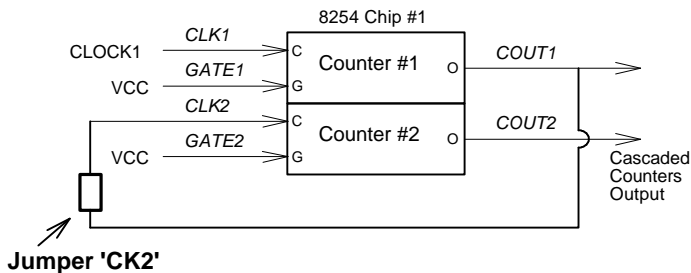 8254 Chip #1
CLOCK1
CLK1
C
Counter #1
O
COUT1
VCC
GATE1
G
CLK2
C
Counter #2
O
COUT2
VCC
GATE2
G
Cascaded
Counters
Output
Jumper 'CK2'